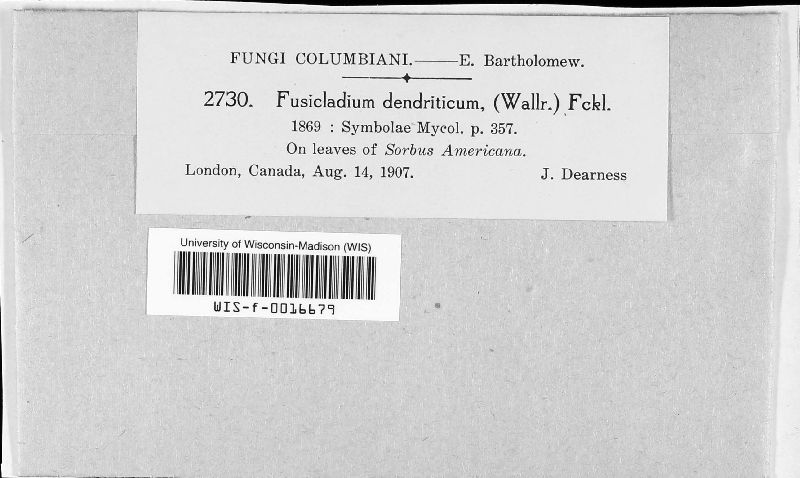 FUNGI COLUMBIANI.——E. Bartholomew.
2730. Fusicladium dendriticum, (Wallr.) Fckl.
1869 : Symbolae Mycol. p. 357.
On leaves of Sorbus Americana.
London, Canada, Aug. 14, 1907. J. Dearness
University of Wisconsin-Madison (WIS)
WIS-f-0016679